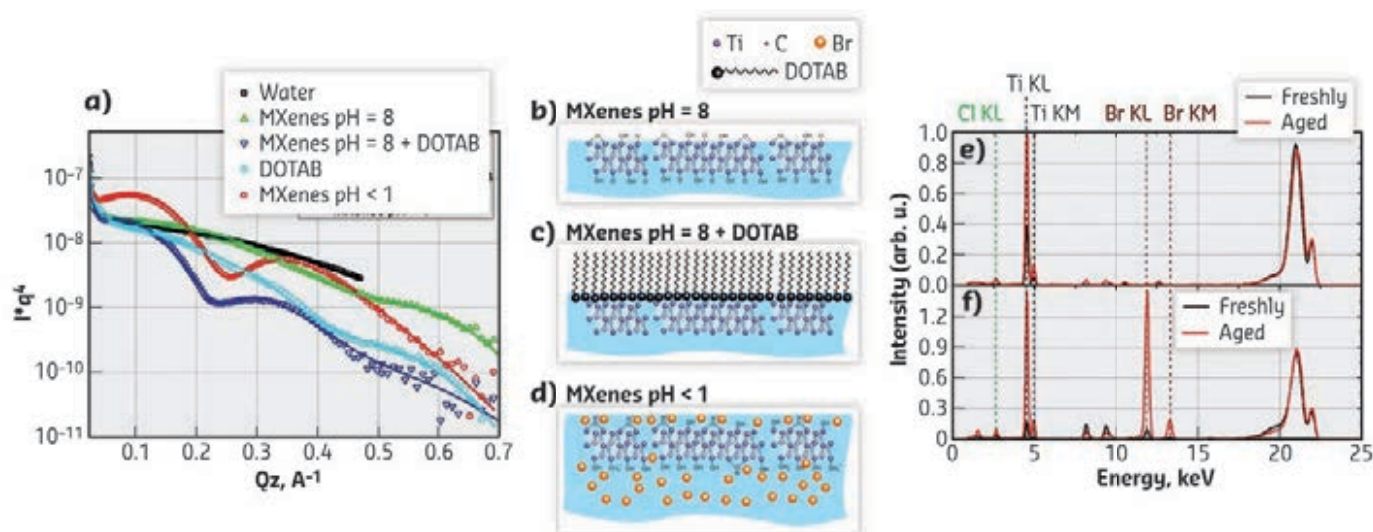 a)
Water
MXenes pH = 8
MXenes pH = 8 + DOTAB
DOTAB
MXenes pH < 1
I*q⁴
10⁻⁷
10⁻⁸
10⁻⁹
10⁻¹⁰
10⁻¹¹
0.1 0.2 0.3 0.4 0.5 0.6 0.7
Qz, A⁻¹
Ti C Br
DOTAB
b) MXenes pH = 8
c) MXenes pH = 8 + DOTAB
d) MXenes pH < 1
Ti KL
Cl KL Ti KM Br KL Br KM
Freshly
Aged
e)
1.0
0.8
0.6
0.4
0.2
0.0
f)
Freshly
Aged
1.2
0.9
0.6
0.3
0
Intensity (arb. u.)
0 5 10 15 20 25
Energy, keV